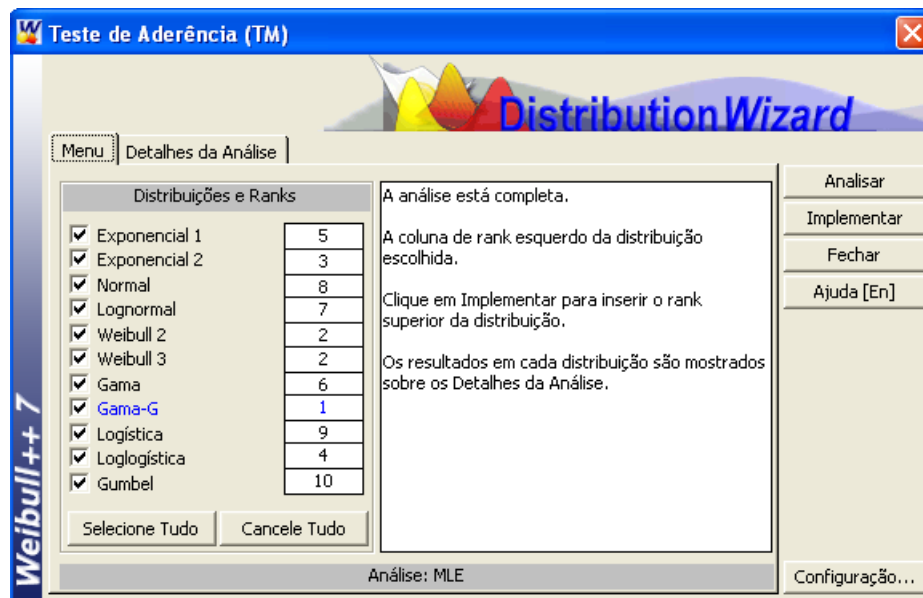 Teste de Aderência (TM)
DistributionWizard
Menu
Detalhes da Análise
Distribuições e Ranks
Exponencial 1 5
Exponencial 2 3
Normal 8
Lognormal 7
Weibull 2 2
Weibull 3 2
Gama 6
Gama-G 1
Logística 9
Loglogística 4
Gumbel 10
Selecione Tudo
Cancele Tudo
A análise está completa.
A coluna de rank esquerdo da distribuição
escolhida.
Clique em Implementar para inserir o rank
superior da distribuição.
Os resultados em cada distribuição são mostrados
sobre os Detalhes da Análise.
Analisar
Implementar
Fechar
Ajuda [En]
Configuração...
Análise: MLE
Weibull++ 7